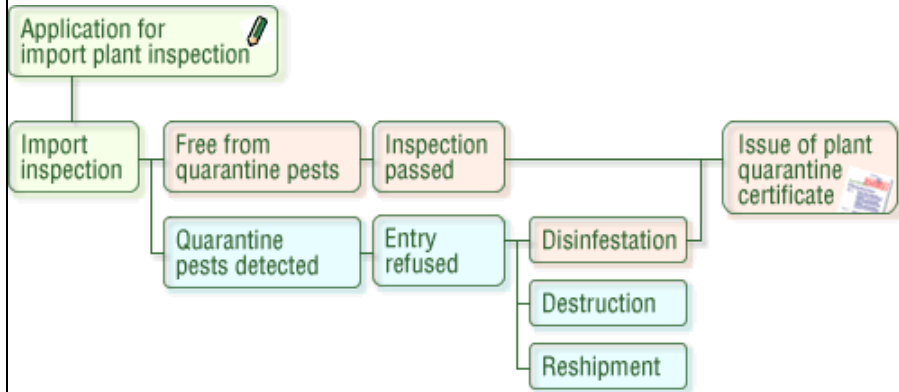 Application for
import plant inspection
Import
inspection
Free from
quarantine pests
Inspection
passed
Issue of plant
quarantine
certificate
Quarantine
pests detected
Entry
refused
Disinfestation
Destruction
Reshipment